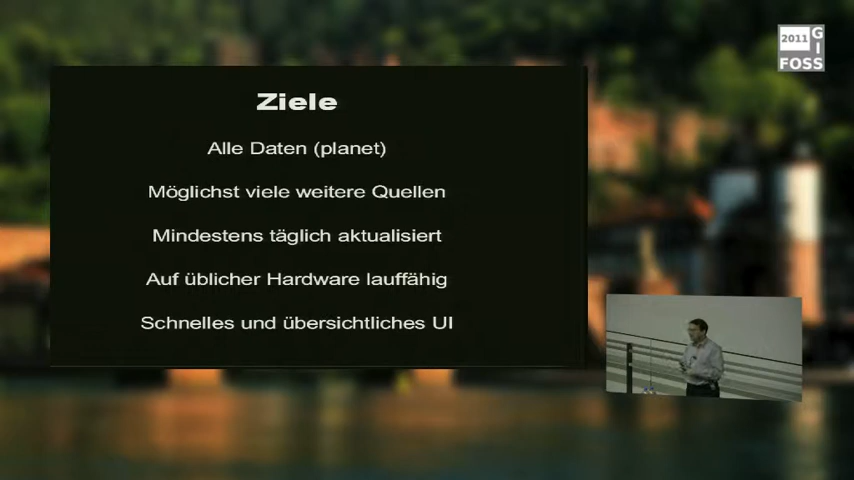 2011
G
I
FOSS
Ziele
Alle Daten (planet)
Möglichst viele weitere Quellen
Mindestens täglich aktualisiert
Auf üblicher Hardware lauffähig
Schnelles und übersichtliches UI